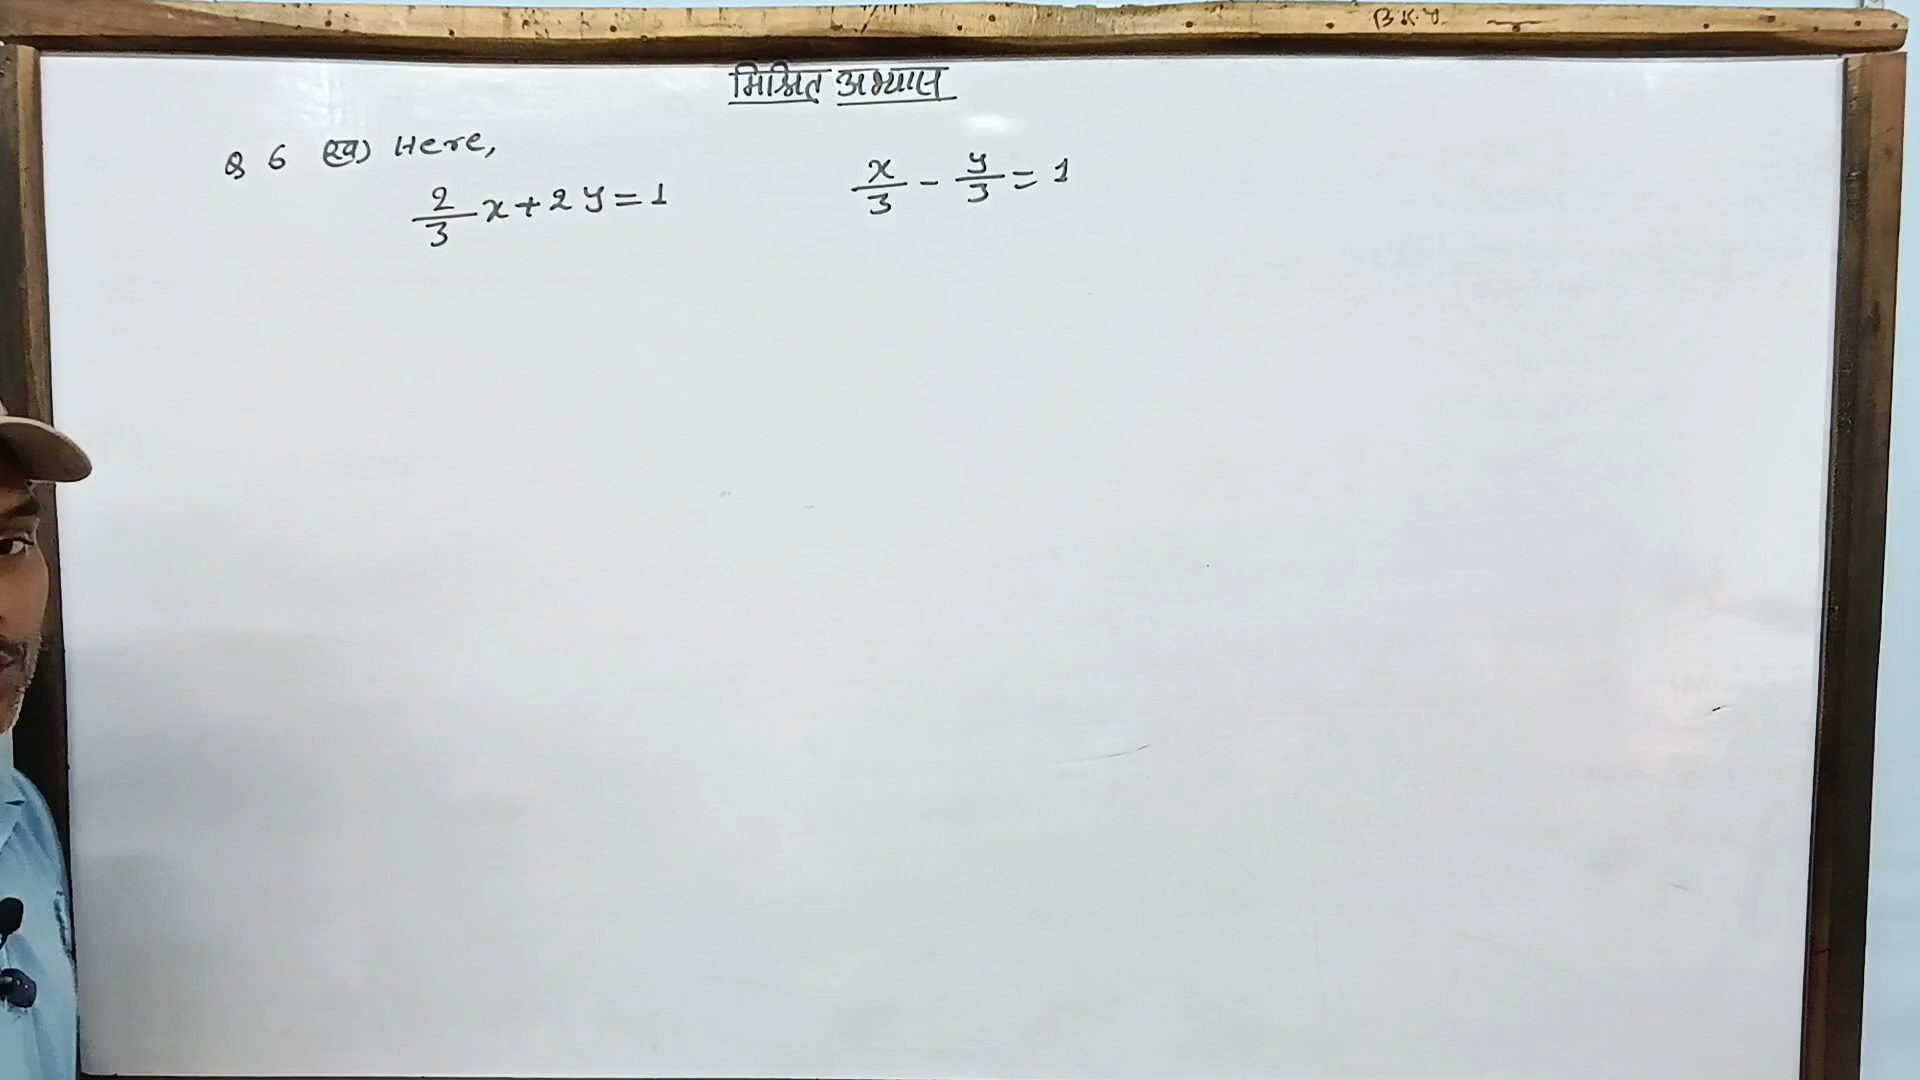 B.K.Y.
मिश्रित अभ्यास
Q 6 (ख) Here,
2/3 x + 2y = 1
x/3 - y/3 = 1